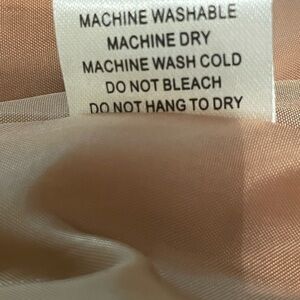 MACHINE WASHABLE
MACHINE DRY
MACHINE WASH COLD
DO NOT BLEACH
DO NOT HANG TO DRY